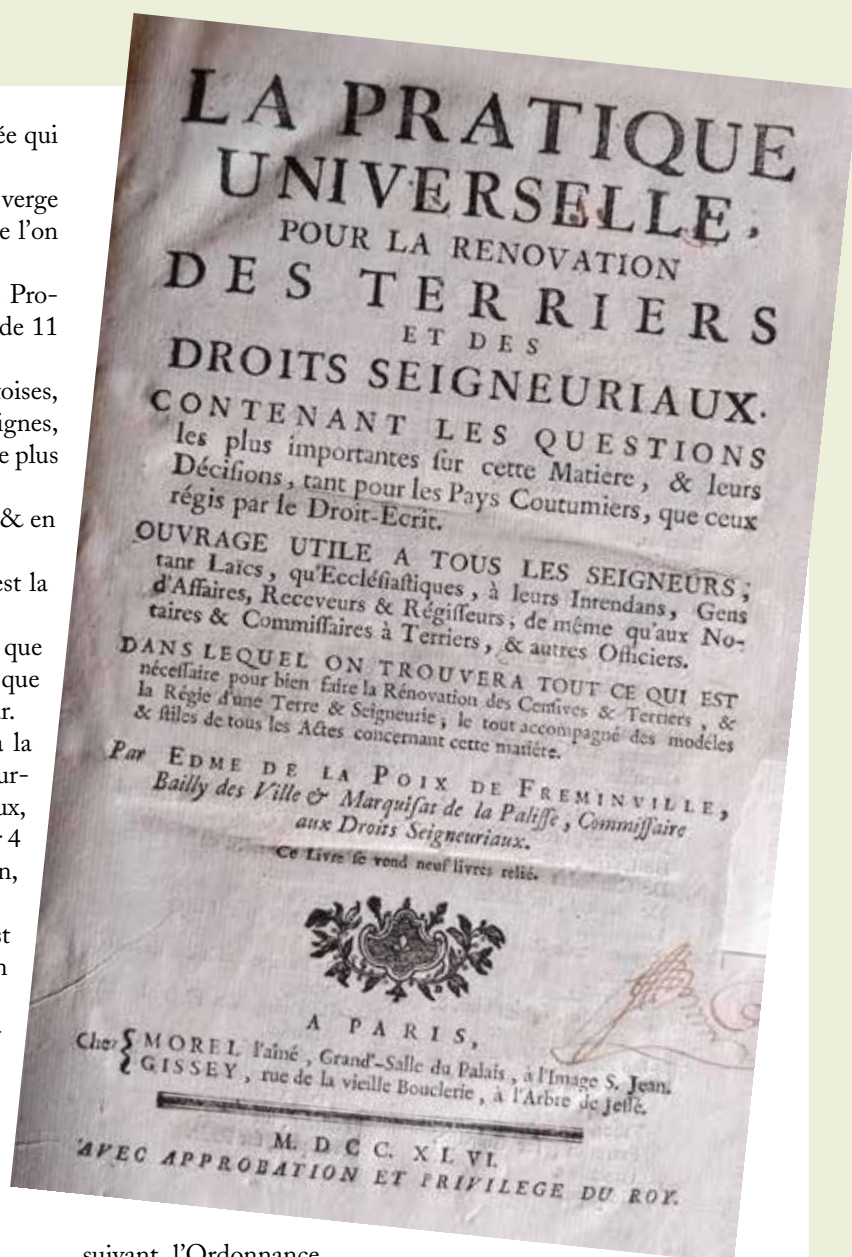 ée qui
verge
e l'on
Pro-
de 11
oises,
ignes,
e plus
& en
est la
que
que
r.
a la
ur-
ux,
4
n,
st
n
LA PRATIQUE
UNIVERSELLE,
POUR LA RENOVATION
DES TERRIERS
ET DES
DROITS SEIGNEURIAUX.
CONTENANT LES QUESTIONS
les plus importantes ſur cette Matiere, & leurs
Déciſions, tant pour les Pays Coutumiers, que ceux
régis par le Droit-Ecrit.
OUVRAGE UTILE A TOUS LES SEIGNEURS;
tant Laïcs, qu'Eccléſiaſtiques, à leurs Intendans, Gens
d'Affaires, Receveurs & Régiſſeurs; de même qu'aux No-
taires & Commiſſaires à Terriers, & autres Officiers.
DANS LEQUEL ON TROUVERA TOUT CE QUI EST
néceſſaire pour bien faire la Rénovation des Cenſives & Terriers, &
la Régie d'une Terre & Seigneurie; le tout accompagné des modéles
& ſtiles de tous les Actes concernant cette matiére.
Par EDME DE LA POIX DE FREMINVILLE,
Bailly des Ville & Marquiſat de la Paliſſe, Commiſſaire
aux Droits Seigneuriaux.
Ce Livre ſe vend neuf livres relié.
A PARIS,
Chez { MOREL l'aîné, Grand'-Salle du Palais, à l'Image S. Jean.
GISSEY, rue de la vieille Bouclerie, à l'Arbre de Jeſſé.
M. D C C. X L VI.
AVEC APPROBATION ET PRIVILEGE DU ROY.
suivant l'Ordonnance